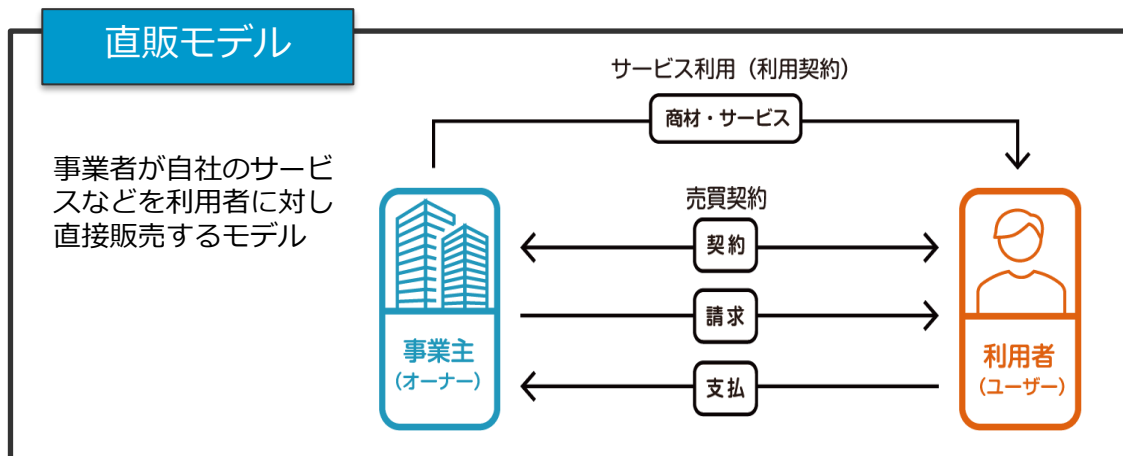 直販モデル
サービス利用（利用契約）
商材・サービス
事業者が自社のサービ
スなどを利用者に対し
直接販売するモデル
売買契約
契約
請求
支払
事業主
（オーナー）
利用者
（ユーザー）